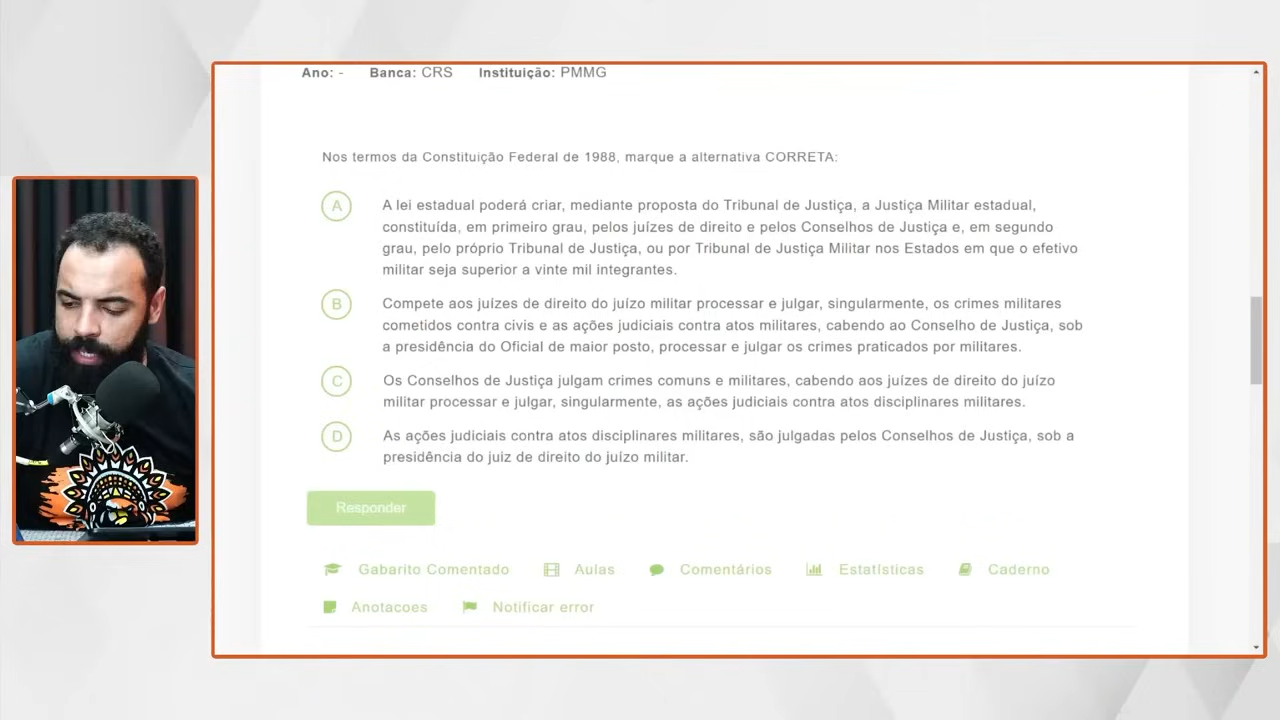 Ano: - Banca: CRS Instituição: PMMG
Nos termos da Constituição Federal de 1988, marque a alternativa CORRETA:
A A lei estadual poderá criar, mediante proposta do Tribunal de Justiça, a Justiça Militar estadual,
constituída, em primeiro grau, pelos juízes de direito e pelos Conselhos de Justiça e, em segundo
grau, pelo próprio Tribunal de Justiça, ou por Tribunal de Justiça Militar nos Estados em que o efetivo
militar seja superior a vinte mil integrantes.
B Compete aos juízes de direito do juízo militar processar e julgar, singularmente, os crimes militares
cometidos contra civis e as ações judiciais contra atos militares, cabendo ao Conselho de Justiça, sob
a presidência do Oficial de maior posto, processar e julgar os crimes praticados por militares.
C Os Conselhos de Justiça julgam crimes comuns e militares, cabendo aos juízes de direito do juízo
militar processar e julgar, singularmente, as ações judiciais contra atos disciplinares militares.
D As ações judiciais contra atos disciplinares militares, são julgadas pelos Conselhos de Justiça, sob a
presidência do juiz de direito do juízo militar.
Responder
Gabarito Comentado Aulas Comentários Estatísticas Caderno
Anotacoes Notificar error